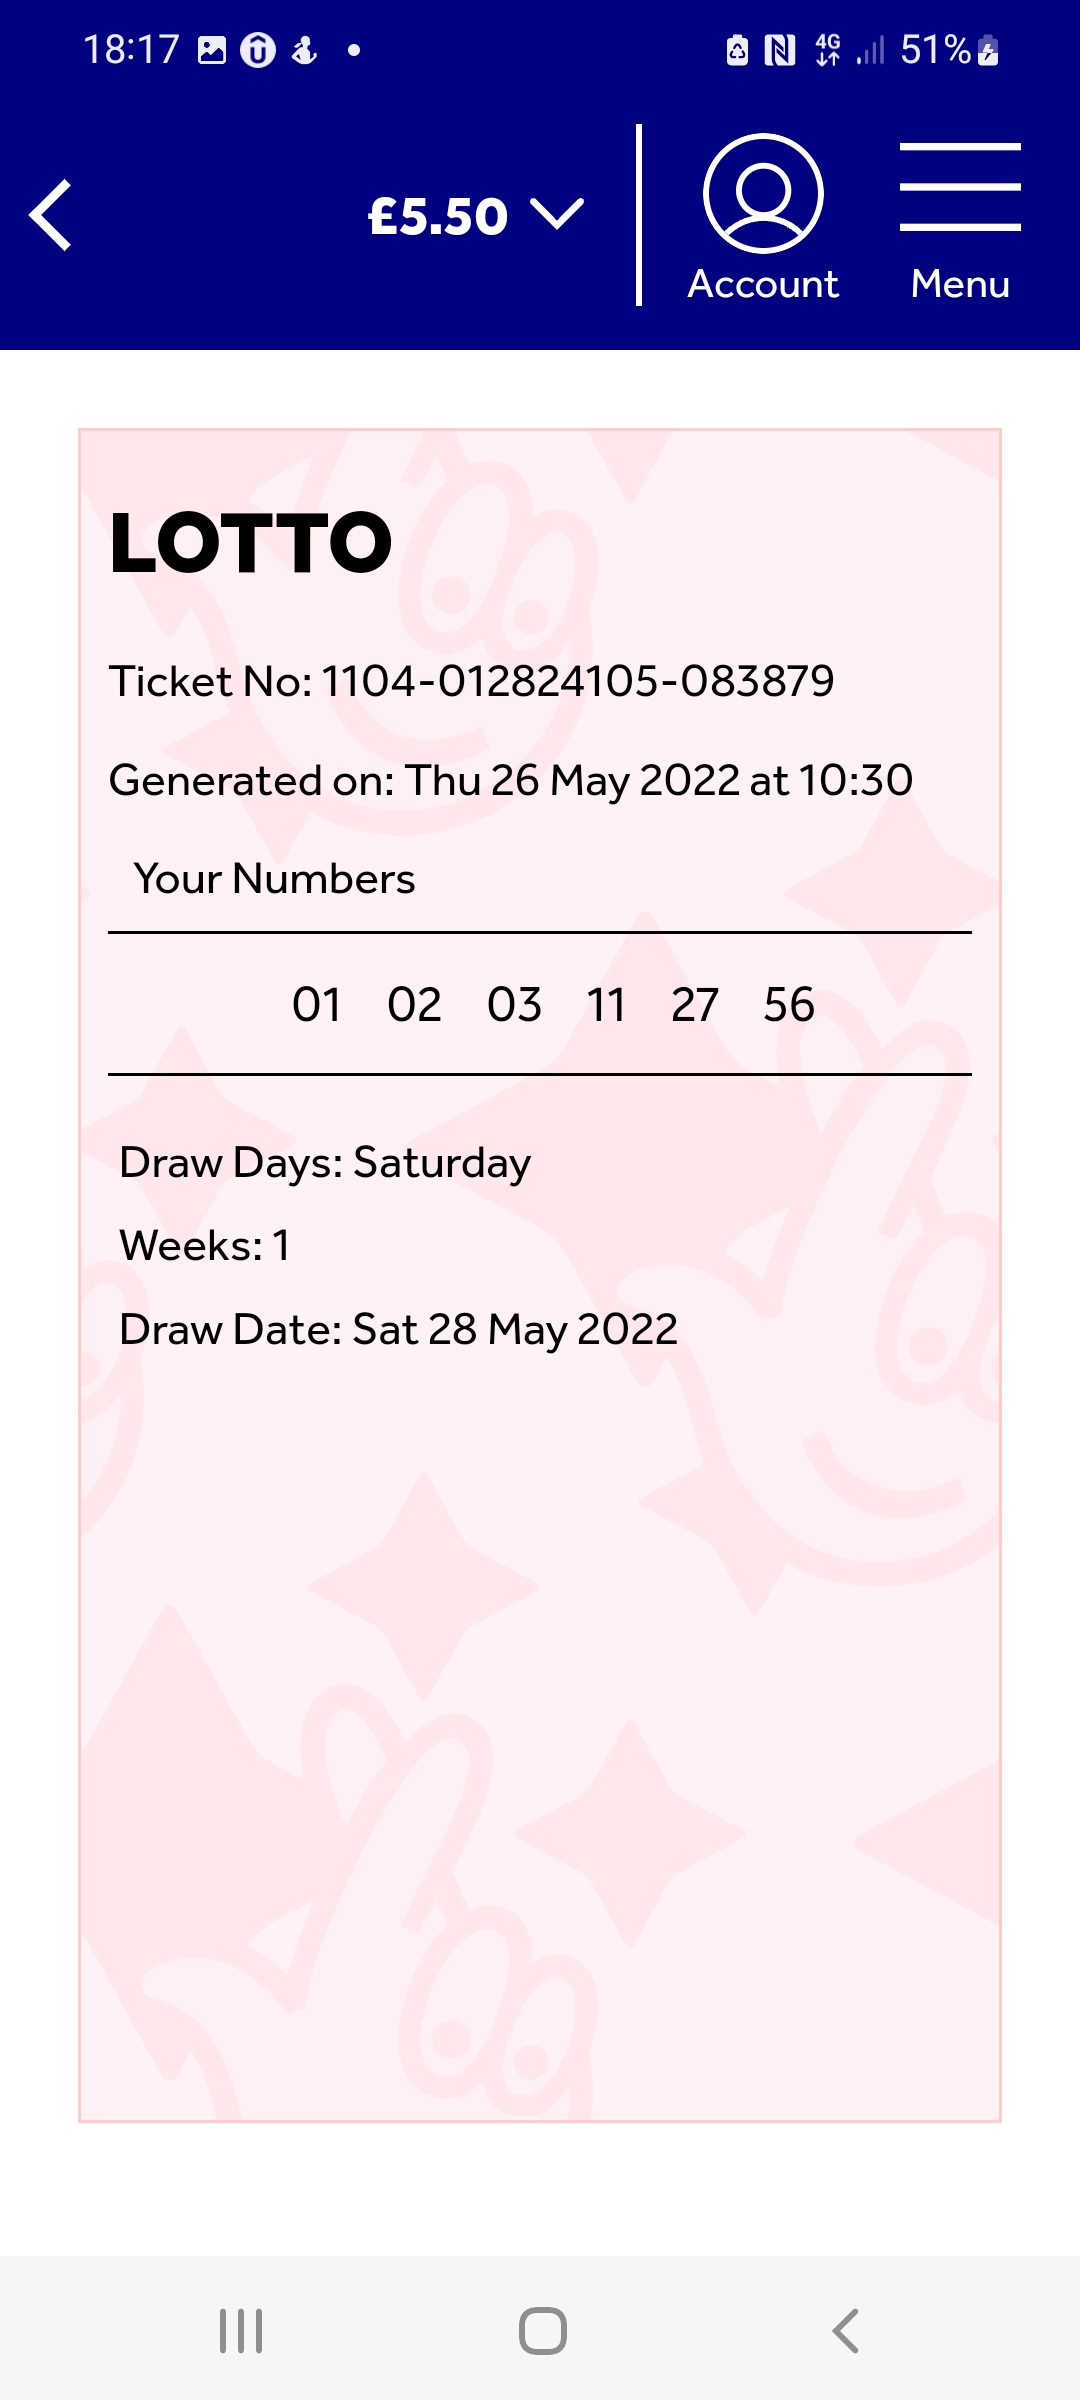 18:17 4G 51%
£5.50
Account Menu
LOTTO
Ticket No: 1104-012824105-083879
Generated on: Thu 26 May 2022 at 10:30
Your Numbers
01 02 03 11 27 56
Draw Days: Saturday
Weeks: 1
Draw Date: Sat 28 May 2022